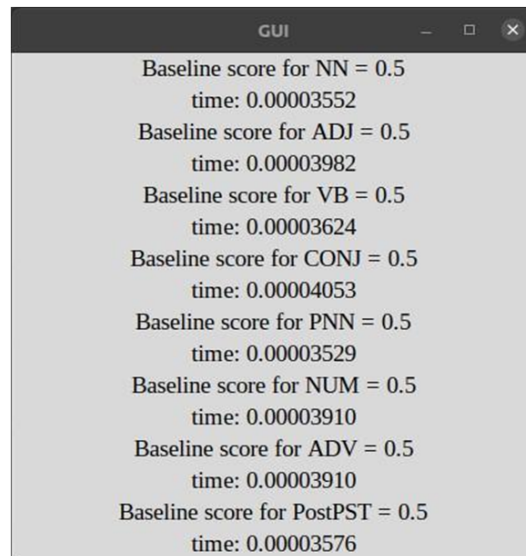 GUI
Baseline score for NN = 0.5
time: 0.00003552
Baseline score for ADJ = 0.5
time: 0.00003982
Baseline score for VB = 0.5
time: 0.00003624
Baseline score for CONJ = 0.5
time: 0.00004053
Baseline score for PNN = 0.5
time: 0.00003529
Baseline score for NUM = 0.5
time: 0.00003910
Baseline score for ADV = 0.5
time: 0.00003910
Baseline score for PostPST = 0.5
time: 0.00003576